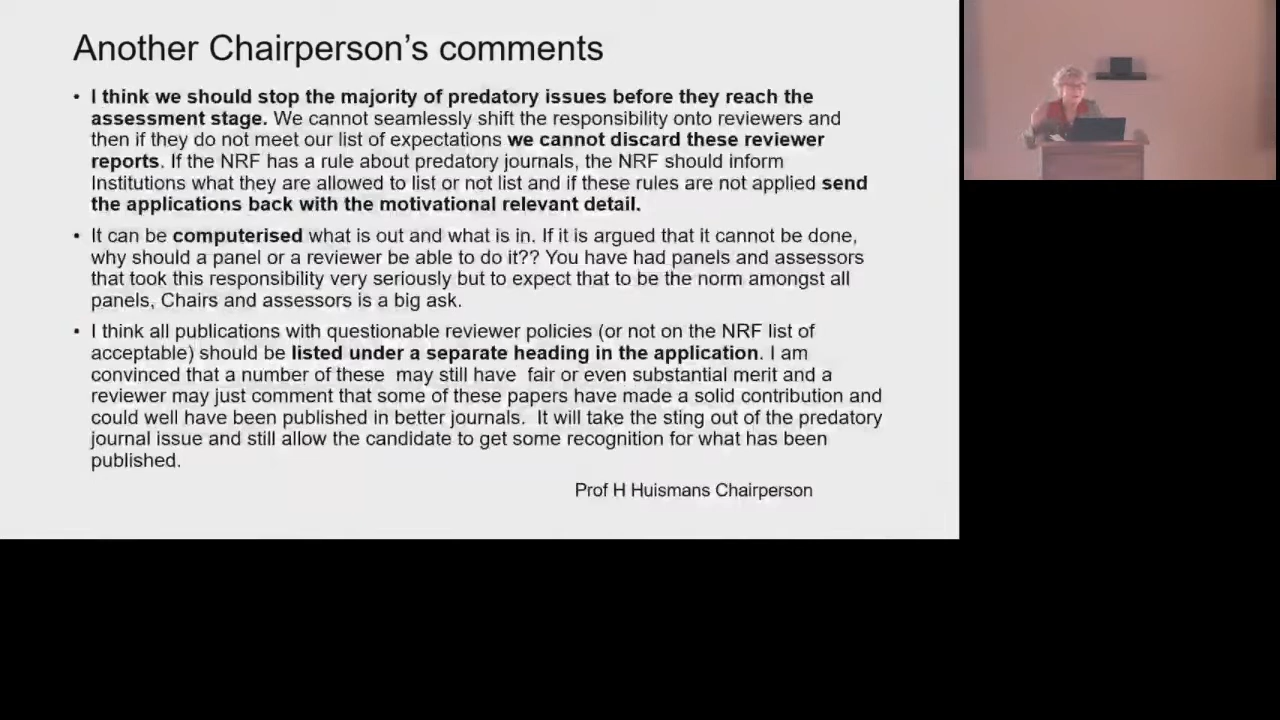 Another Chairperson's comments
• I think we should stop the majority of predatory issues before they reach the
assessment stage. We cannot seamlessly shift the responsibility onto reviewers and
then if they do not meet our list of expectations we cannot discard these reviewer
reports. If the NRF has a rule about predatory journals, the NRF should inform
Institutions what they are allowed to list or not list and if these rules are not applied send
the applications back with the motivational relevant detail.
• It can be computerised what is out and what is in. If it is argued that it cannot be done,
why should a panel or a reviewer be able to do it?? You have had panels and assessors
that took this responsibility very seriously but to expect that to be the norm amongst all
panels, Chairs and assessors is a big ask.
• I think all publications with questionable reviewer policies (or not on the NRF list of
acceptable) should be listed under a separate heading in the application. I am
convinced that a number of these  may still have  fair or even substantial merit and a
reviewer may just comment that some of these papers have made a solid contribution and
could well have been published in better journals.  It will take the sting out of the predatory
journal issue and still allow the candidate to get some recognition for what has been
published.
Prof H Huismans Chairperson